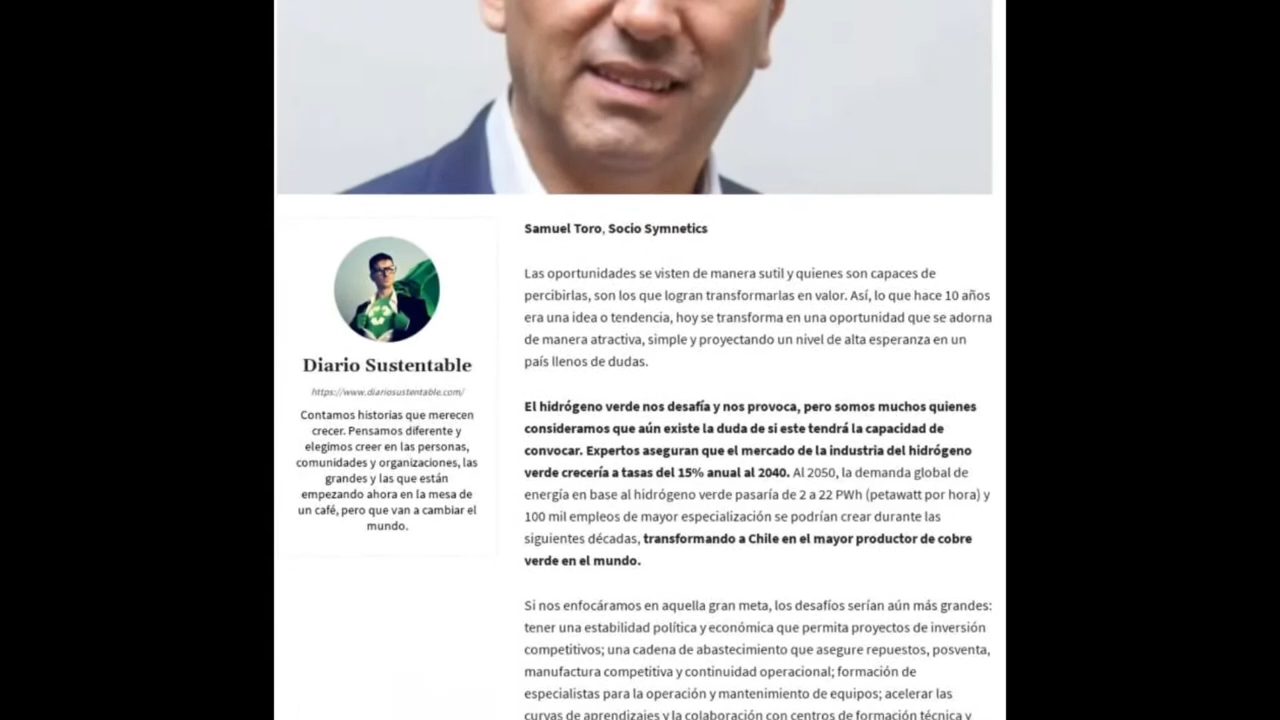 Samuel Toro, Socio Symnetics
Las oportunidades se visten de manera sutil y quienes son capaces de
percibirlas, son los que logran transformarlas en valor. Así, lo que hace 10 años
era una idea o tendencia, hoy se transforma en una oportunidad que se adorna
de manera atractiva, simple y proyectando un nivel de alta esperanza en un
país llenos de dudas.
El hidrógeno verde nos desafía y nos provoca, pero somos muchos quienes
consideramos que aún existe la duda de si este tendrá la capacidad de
convocar. Expertos aseguran que el mercado de la industria del hidrógeno
verde crecería a tasas del 15% anual al 2040. Al 2050, la demanda global de
energía en base al hidrógeno verde pasaría de 2 a 22 PWh (petawatt por hora) y
100 mil empleos de mayor especialización se podrían crear durante las
siguientes décadas, transformando a Chile en el mayor productor de cobre
verde en el mundo.
Si nos enfocáramos en aquella gran meta, los desafíos serían aún más grandes:
tener una estabilidad política y económica que permita proyectos de inversión
competitivos; una cadena de abastecimiento que asegure repuestos, posventa,
manufactura competitiva y continuidad operacional; formación de
especialistas para la operación y mantenimiento de equipos; acelerar las
curvas de aprendizajes y la colaboración con centros de formación técnica y
Diario Sustentable
https://www.diariosustentable.com/
Contamos historias que merecen
crecer. Pensamos diferente y
elegimos creer en las personas,
comunidades y organizaciones, las
grandes y las que están
empezando ahora en la mesa de
un café, pero que van a cambiar el
mundo.